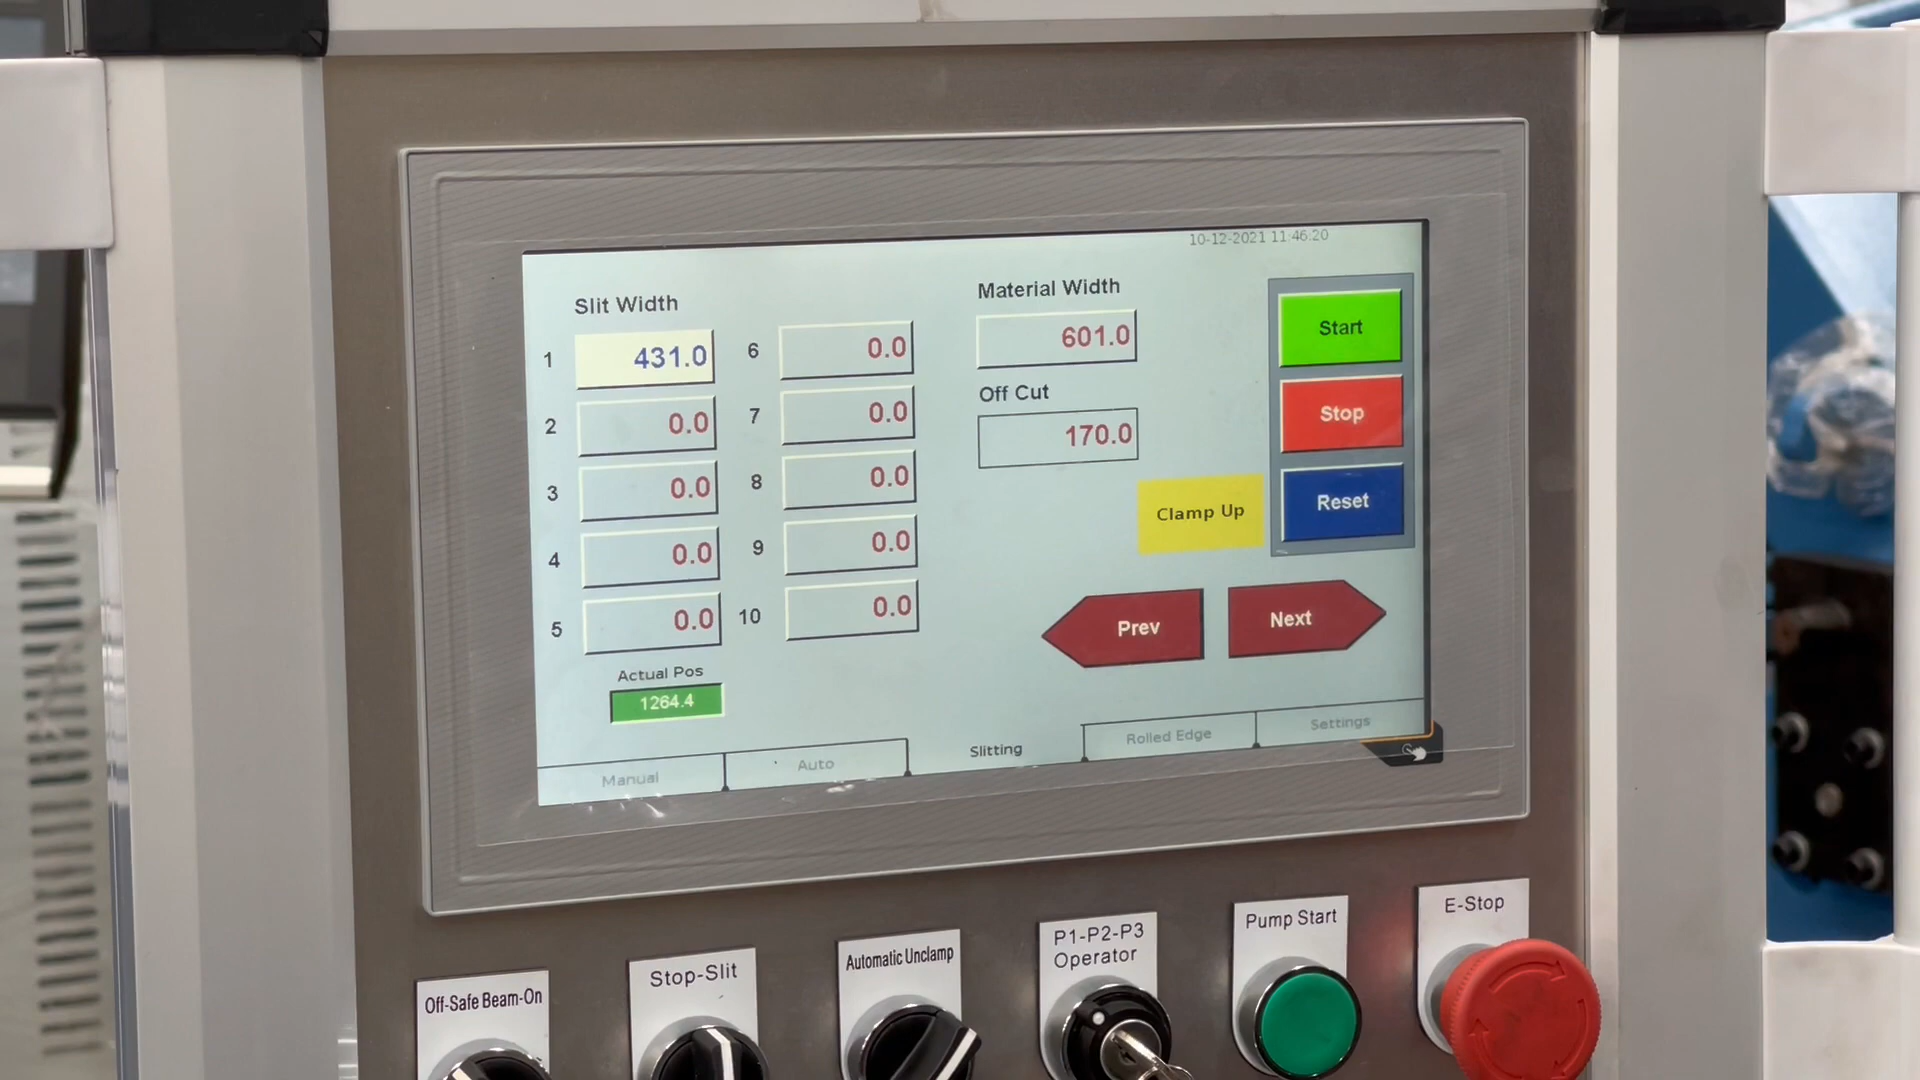 10-12-2021 11:46:20
Slit Width
1 431.0
2 0.0
3 0.0
4 0.0
5 0.0
6 0.0
7 0.0
8 0.0
9 0.0
10 0.0
Actual Pos
1264.4
Material Width
601.0
Off Cut
170.0
Clamp Up
Start
Stop
Reset
Prev
Next
Manual
Auto
Slitting
Rolled Edge
Settings
Off-Safe Beam-On
Stop-Slit
Automatic Unclamp
P1-P2-P3
Operator
Pump Start
E-Stop